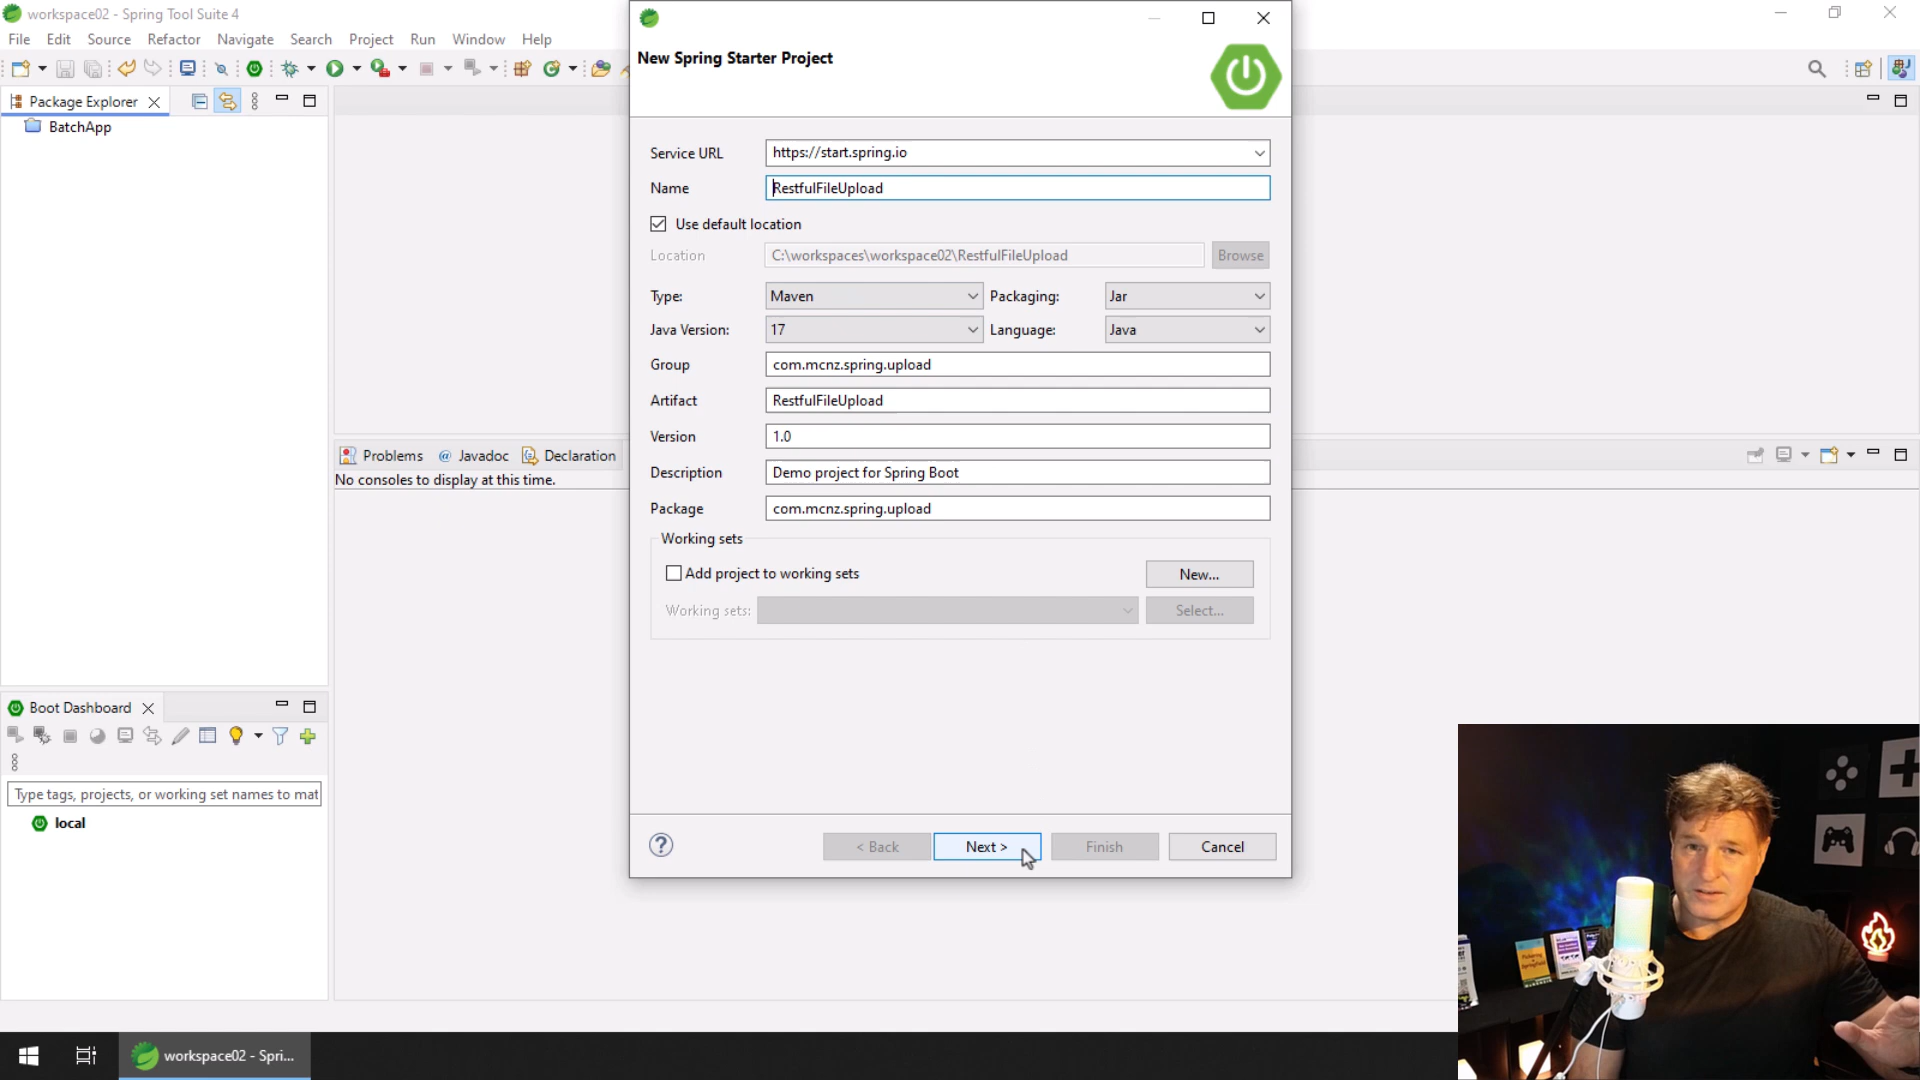 workspace02 - Spring Tool Suite 4
File Edit Source Refactor Navigate Search Project Run Window Help
Package Explorer
BatchApp
New Spring Starter Project
Service URL https://start.spring.io
Name RestfulFileUpload
Use default location
Location C:\workspaces\workspace02\RestfulFileUpload Browse
Type: Maven Packaging: Jar
Java Version: 17 Language: Java
Group com.mcnz.spring.upload
Artifact RestfulFileUpload
Version 1.0
Description Demo project for Spring Boot
Package com.mcnz.spring.upload
Working sets
Add project to working sets New...
Working sets: Select...
< Back Next > Finish Cancel
Problems @ Javadoc Declaration
No consoles to display at this time.
Boot Dashboard
Type tags, projects, or working set names to mat
local
workspace02 - Spri...